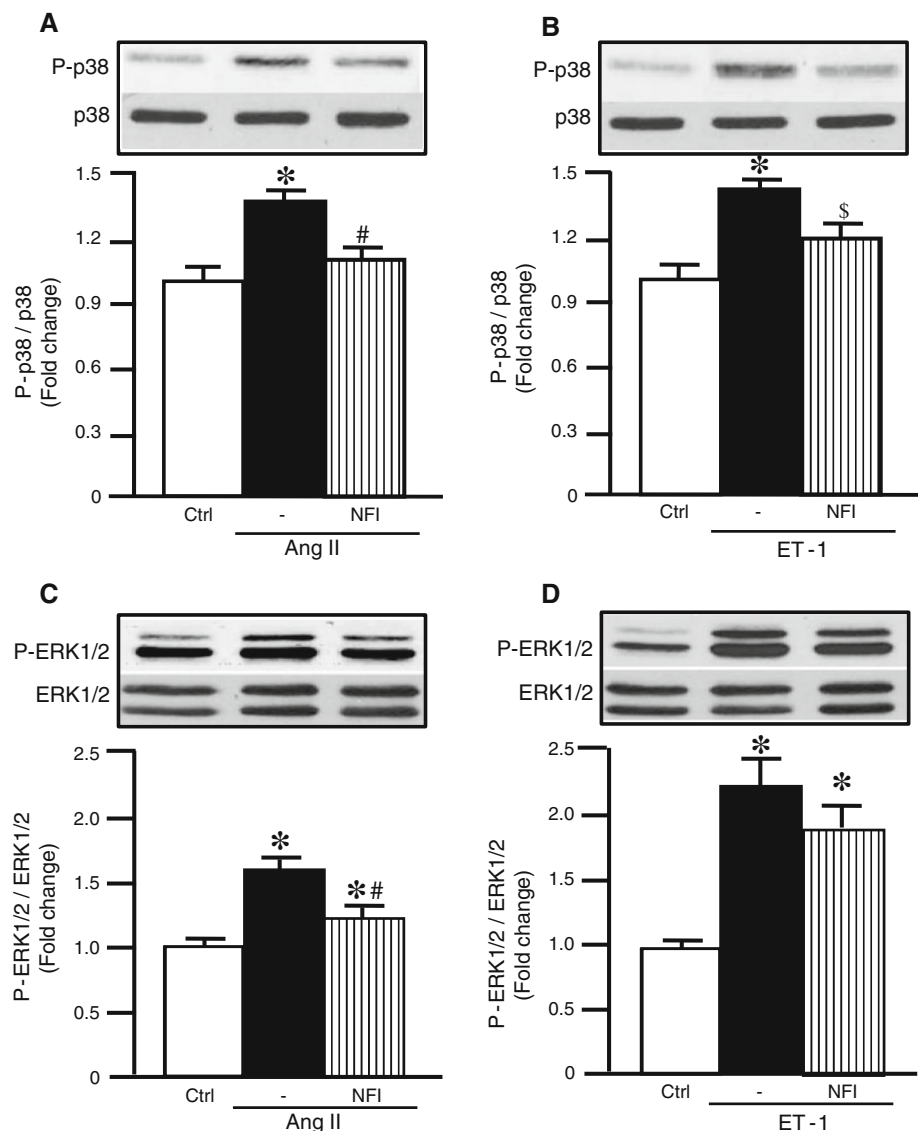 A
P-p38
p38
1.5
1.2
0.9
0.6
0.3
0
P-p38 / p38
(Fold change)
*
#
Ctrl - NFI
Ang II
B
P-p38
p38
1.5
1.2
0.9
0.6
0.3
0
P-p38 / p38
(Fold change)
*
$
Ctrl - NFI
ET -1
C
P-ERK1/2
ERK1/2
2.5
2.0
1.5
1.0
0.5
0
P-ERK1/2 / ERK1/2
(Fold change)
*
*#
Ctrl - NFI
Ang II
D
P-ERK1/2
ERK1/2
2.5
2.0
1.5
1.0
0.5
0
P-ERK1/2 / ERK1/2
(Fold change)
*
*
Ctrl - NFI
ET -1